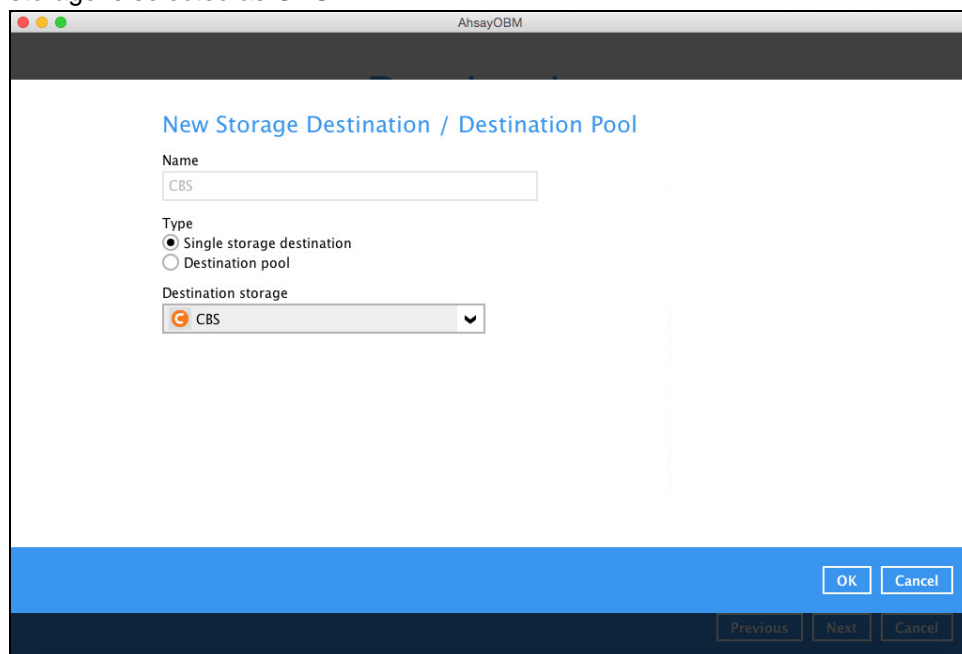 AhsayOBM
New Storage Destination / Destination Pool
Name
CBS
Type
Single storage destination
Destination pool
Destination storage
CBS
OK Cancel
Previous Next Cancel